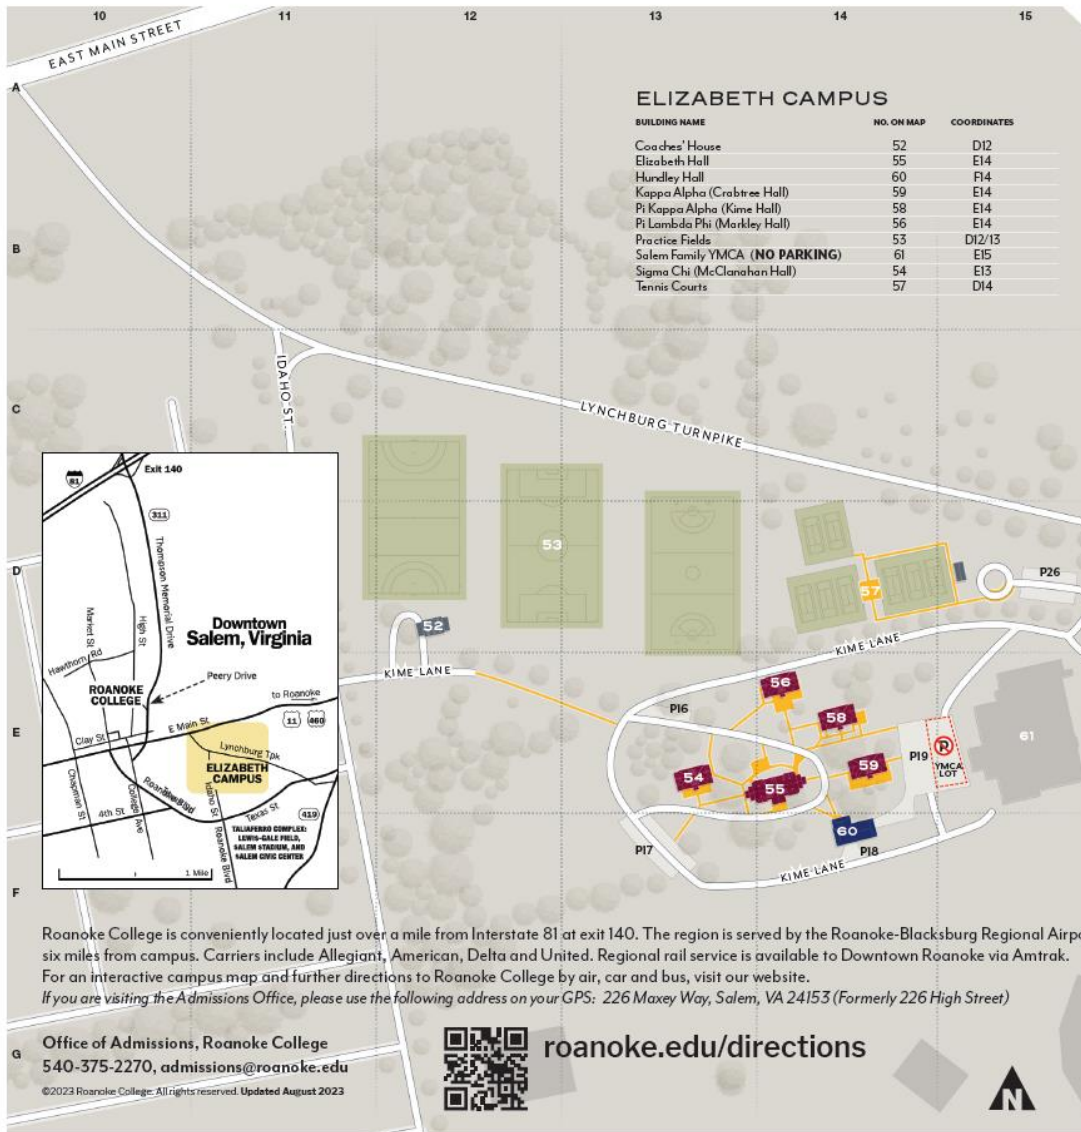 10 11 12 13 14 15
EAST MAIN STREET
A
ELIZABETH CAMPUS
BUILDING NAME NO. ON MAP COORDINATES
Coaches' House 52 D12
Elizabeth Hall 55 E14
Hundley Hall 60 F14
Kappa Alpha (Crabtree Hall) 59 E14
Pi Kappa Alpha (Kime Hall) 58 E14
Pi Lambda Phi (Markley Hall) 56 E14
Practice Fields 53 D12/13
Salem Family YMCA (NO PARKING) 61 E15
Sigma Chi (McClanahan Hall) 54 E13
Tennis Courts 57 D14
B
IDAHO ST.
C
LYNCHBURG TURNPIKE
81
Exit 140
311
Thompson Memorial Drive
Market St
High St
Downtown
Salem, Virginia
Hawthorn Rd
Peery Drive
ROANOKE
COLLEGE
to Roanoke
11 460
E Main St
Clay St
Lynchburg Tpk
ELIZABETH
CAMPUS
Chapman St
College Ave
4th St
Idaho St
Texas St
419
Roanoke Blvd
TALIAFERRO COMPLEX:
LEWIS-GALE FIELD,
SALEM STADIUM, AND
SALEM CIVIC CENTER
1 Mile
53
D
57
P26
52
KIME LANE
KIME LANE
56
P16
58
E
61
P19
P
YMCA
LOT
54
59
55
60
P17
P18
KIME LANE
F
Roanoke College is conveniently located just over a mile from Interstate 81 at exit 140. The region is served by the Roanoke-Blacksburg Regional Airpo
six miles from campus. Carriers include Allegiant, American, Delta and United. Regional rail service is available to Downtown Roanoke via Amtrak.
For an interactive campus map and further directions to Roanoke College by air, car and bus, visit our website.
If you are visiting the Admissions Office, please use the following address on your GPS: 226 Maxey Way, Salem, VA 24153 (Formerly 226 High Street)
G
Office of Admissions, Roanoke College
540-375-2270, admissions@roanoke.edu
©2023 Roanoke College. All rights reserved. Updated August 2023
roanoke.edu/directions
N